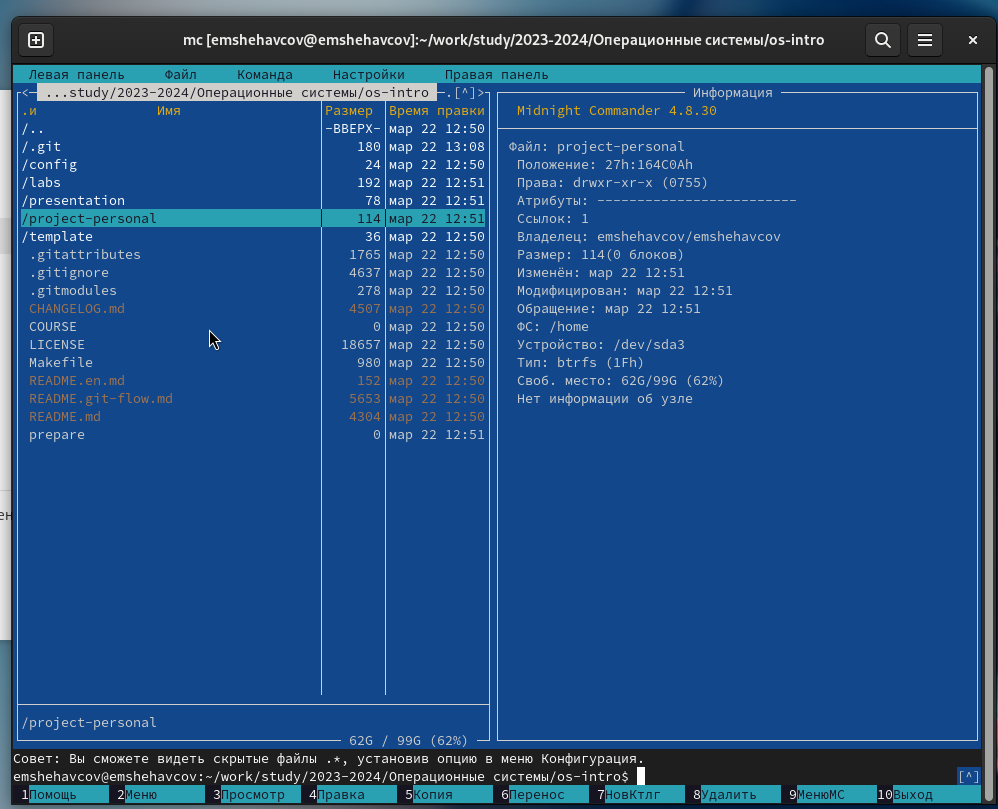 mc [emshehavcov@emshehavcov]:~/work/study/2023-2024/Операционные системы/os-intro
Левая панель Файл Команда Настройки Правая панель
<— ...study/2023-2024/Операционные системы/os-intro —.[^]>
.и Имя Размер Время правки
/.. -ВВЕРХ- мар 22 12:50
/.git 180 мар 22 13:08
/config 24 мар 22 12:50
/labs 192 мар 22 12:51
/presentation 78 мар 22 12:51
/project-personal 114 мар 22 12:51
/template 36 мар 22 12:50
.gitattributes 1765 мар 22 12:50
.gitignore 4637 мар 22 12:50
.gitmodules 278 мар 22 12:50
CHANGELOG.md 4507 мар 22 12:50
COURSE 0 мар 22 12:50
LICENSE 18657 мар 22 12:50
Makefile 980 мар 22 12:50
README.en.md 152 мар 22 12:50
README.git-flow.md 5653 мар 22 12:50
README.md 4304 мар 22 12:50
prepare 0 мар 22 12:51
/project-personal
62G / 99G (62%)
Информация
Midnight Commander 4.8.30
Файл: project-personal
Положение: 27h:164C0Ah
Права: drwxr-xr-x (0755)
Атрибуты: -------------------------
Ссылок: 1
Владелец: emshehavcov/emshehavcov
Размер: 114(0 блоков)
Изменён: мар 22 12:51
Модифицирован: мар 22 12:51
Обращение: мар 22 12:51
ФС: /home
Устройство: /dev/sda3
Тип: btrfs (1Fh)
Своб. место: 62G/99G (62%)
Нет информации об узле
Совет: Вы сможете видеть скрытые файлы .*, установив опцию в меню Конфигурация.
emshehavcov@emshehavcov:~/work/study/2023-2024/Операционные системы/os-intro$ [^]
1Помощь 2Меню 3Просмотр 4Правка 5Копия 6Перенос 7НовКтлг 8Удалить 9МенюМС 10Выход